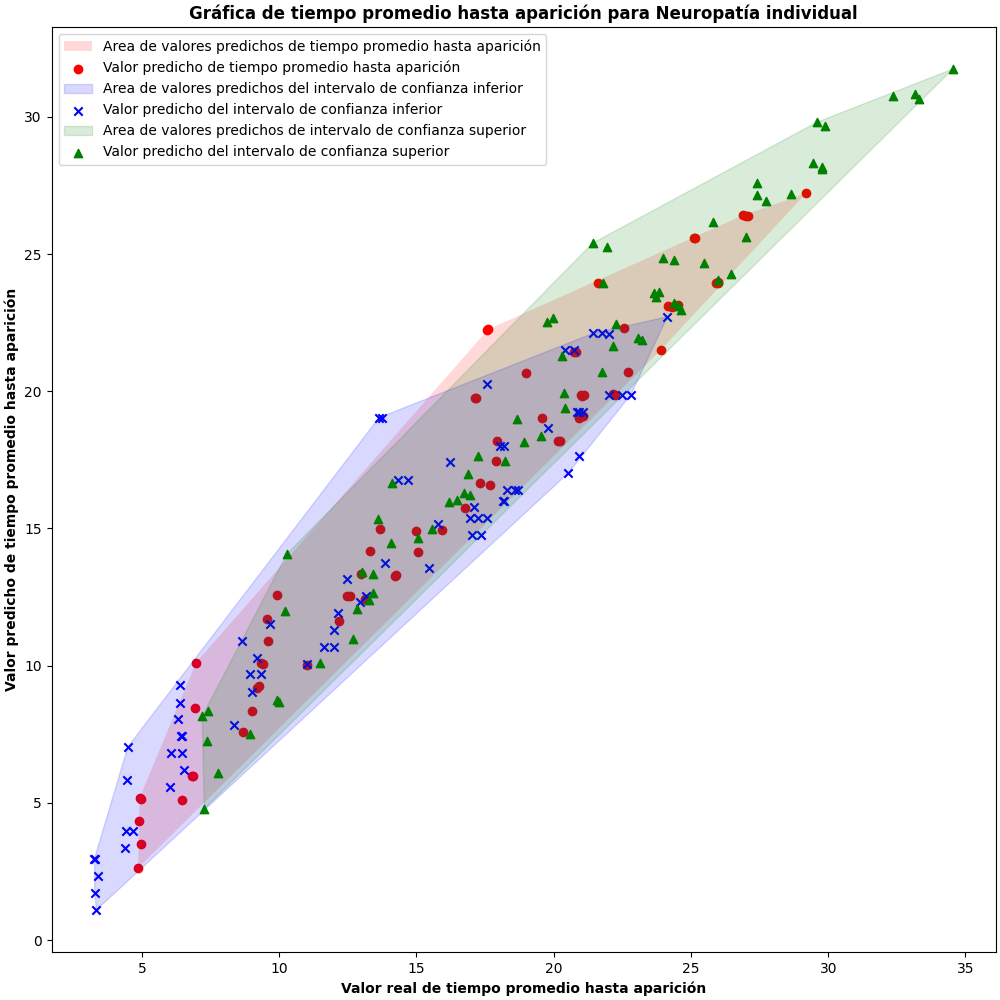 Gráfica de tiempo promedio hasta aparición para Neuropatía individual
Area de valores predichos de tiempo promedio hasta aparición
Valor predicho de tiempo promedio hasta aparición
Area de valores predichos del intervalo de confianza inferior
Valor predicho del intervalo de confianza inferior
Area de valores predichos de intervalo de confianza superior
Valor predicho del intervalo de confianza superior
Valor predicho de tiempo promedio hasta aparición
30
25
20
15
10
5
0
5 10 15 20 25 30 35
Valor real de tiempo promedio hasta aparición